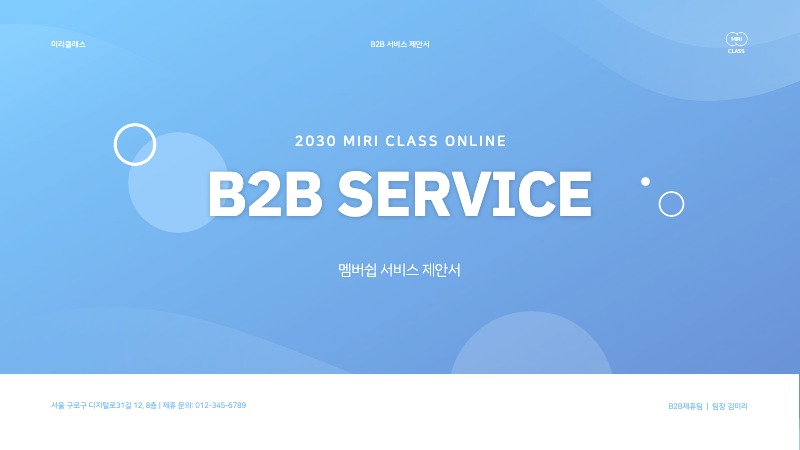 미리클래스
B2B 서비스 제안서
MIRI
CLASS
2030 MIRI CLASS ONLINE
B2B SERVICE
멤버쉽 서비스 제안서
서울 구로구 디지털로31길 12, 8층 | 제휴 문의: 012-345-6789
B2B제휴팀 | 팀장 김미리